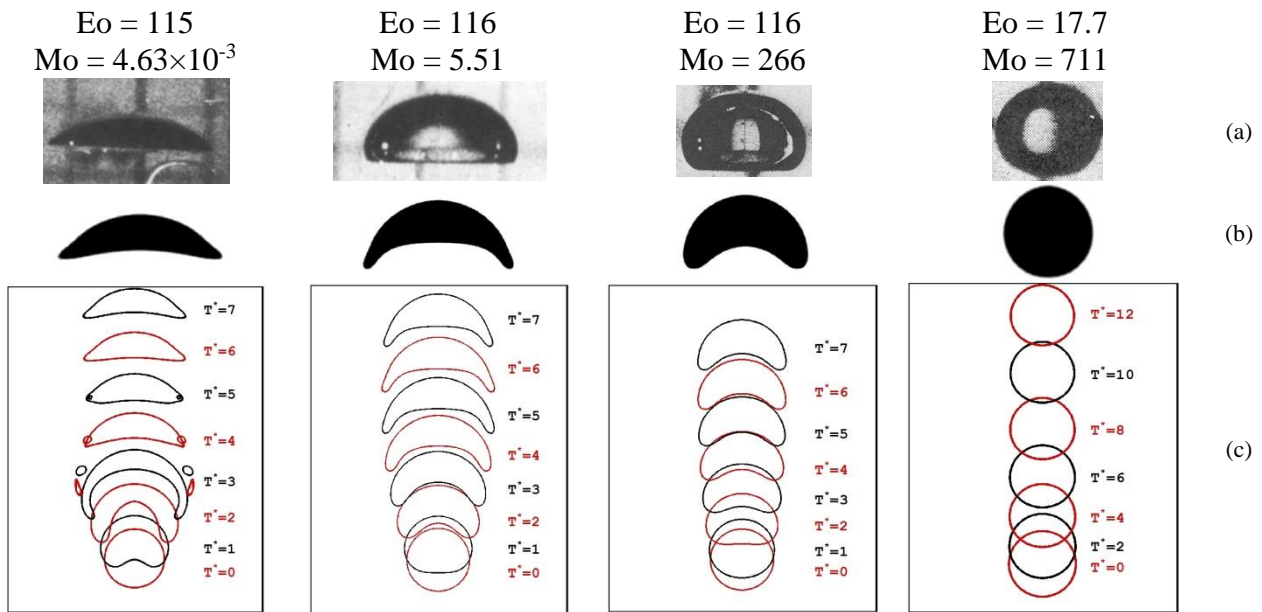 Eo = 115
Mo = 4.63×10⁻³
Eo = 116
Mo = 5.51
Eo = 116
Mo = 266
Eo = 17.7
Mo = 711
(a)
(b)
T*=7
T*=6
T*=5
T*=4
T*=3
T*=2
T*=1
T*=0
T*=7
T*=6
T*=5
T*=4
T*=3
T*=2
T*=1
T*=0
T*=7
T*=6
T*=5
T*=4
T*=3
T*=2
T*=1
T*=0
T*=12
T*=10
T*=8
T*=6
T*=4
T*=2
T*=0
(c)